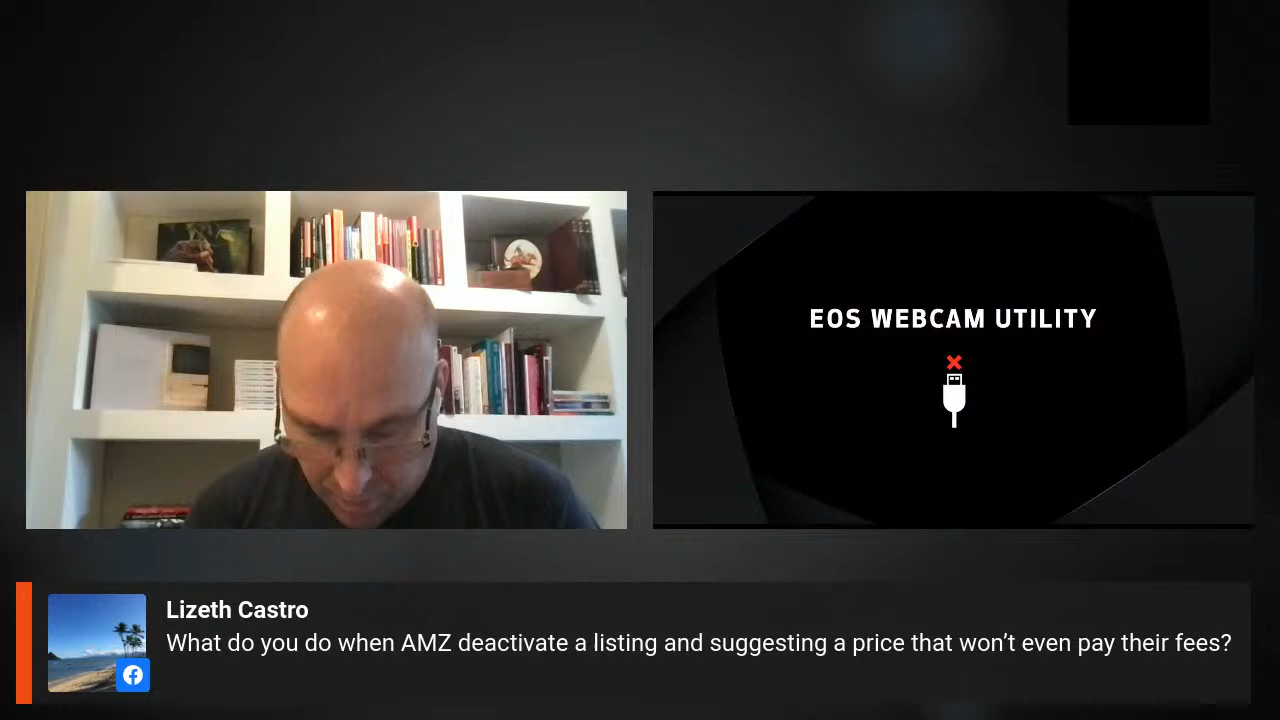 EOS WEBCAM UTILITY
Lizeth Castro
What do you do when AMZ deactivate a listing and suggesting a price that won’t even pay their fees?